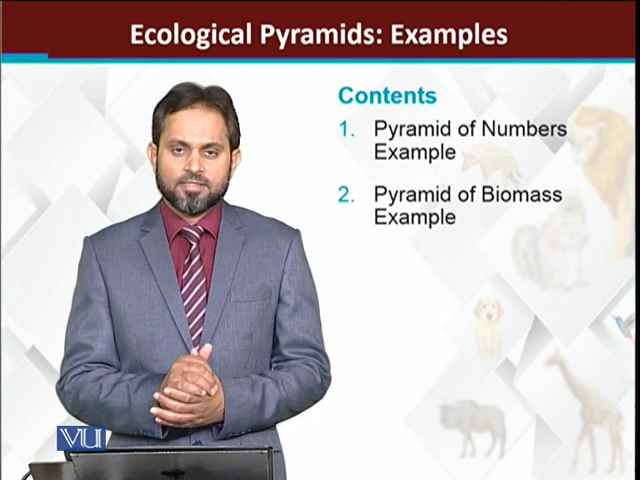 Ecological Pyramids: Examples
Contents
1. Pyramid of Numbers
Example
2. Pyramid of Biomass
Example
VU